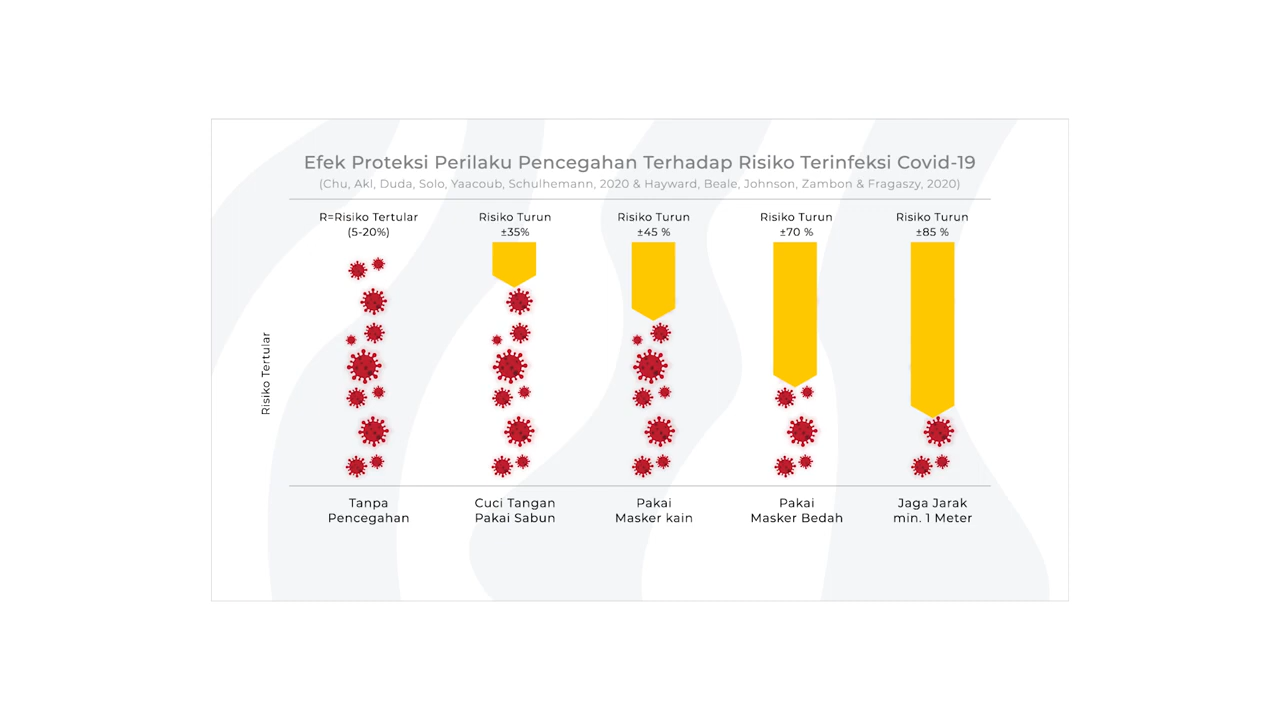 Efek Proteksi Perilaku Pencegahan Terhadap Risiko Terinfeksi Covid-19
(Chu, Akl, Duda, Solo, Yaacoub, Schulhemann, 2020 & Hayward, Beale, Johnson, Zambon & Fragaszy, 2020)
R=Risiko Tertular
(5-20%)
Risiko Turun
±35%
Risiko Turun
±45 %
Risiko Turun
±70 %
Risiko Turun
±85 %
Risiko Tertular
Tanpa
Pencegahan
Cuci Tangan
Pakai Sabun
Pakai
Masker kain
Pakai
Masker Bedah
Jaga Jarak
min. 1 Meter